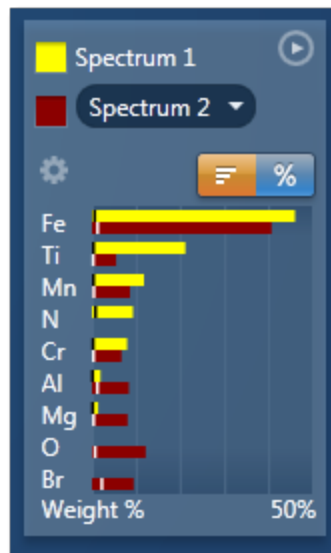 Spectrum 1
Spectrum 2
%
Fe
Ti
Mn
N
Cr
Al
Mg
O
Br
Weight % 50%